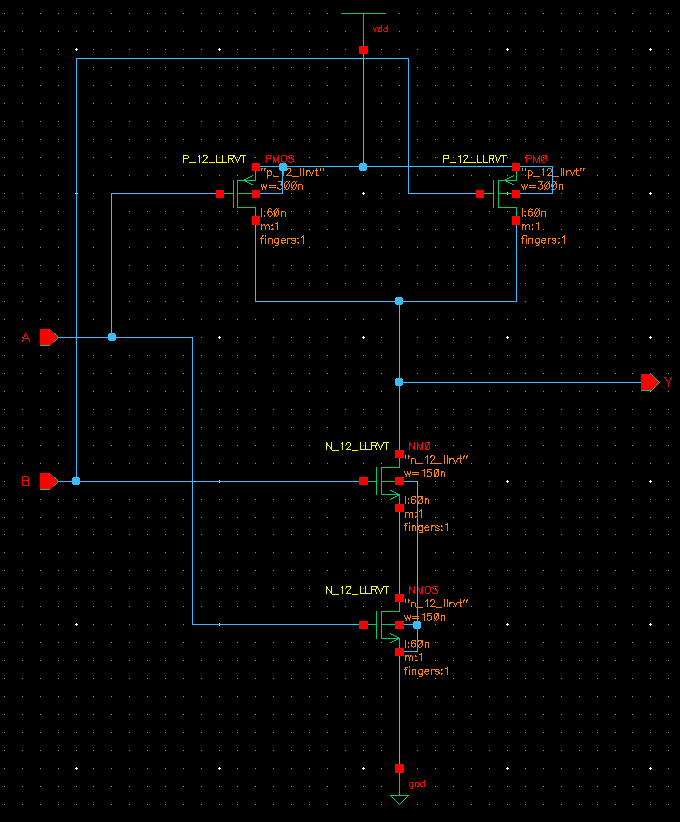 vdd
P_12_LLRVT
PMOS
"p_12_llrvt"
w=300n
l:60n
m:1
fingers:1
P_12_LLRVT
PM0
"p_12_llrvt"
w=300n
l:60n
m:1
fingers:1
A
Y
N_12_LLRVT
NM0
"n_12_llrvt"
w=150n
l:60n
m:1
fingers:1
B
N_12_LLRVT
NMO3
"n_12_llrvt"
w=150n
l:60n
m:1
fingers:1
gnd